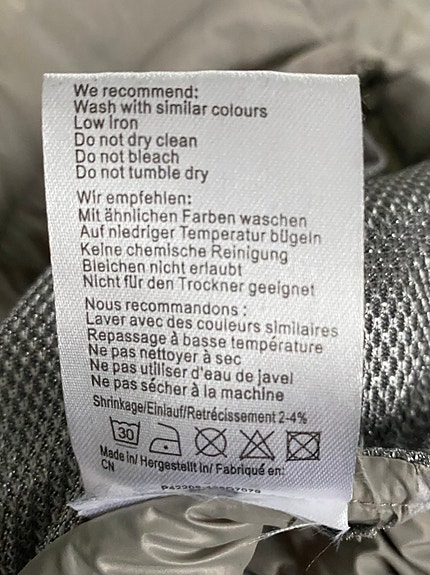 We recommend:
Wash with similar colours
Low Iron
Do not dry clean
Do not bleach
Do not tumble dry
Wir empfehlen:
Mit ähnlichen Farben waschen
Auf niedriger Temperatur bügeln
Keine chemische Reinigung
Bleichen nicht erlaubt
Nicht für den Trockner geeignet
Nous recommandons :
Laver avec des couleurs similaires
Repassage à basse température
Ne pas nettoyer à sec
Ne pas utiliser d'eau de javel
Ne pas sécher à la machine
Shrinkage/Einlauf/Retrécissement 2-4%
30
Made in/ Hergestellt in/ Fabriqué en:
CN